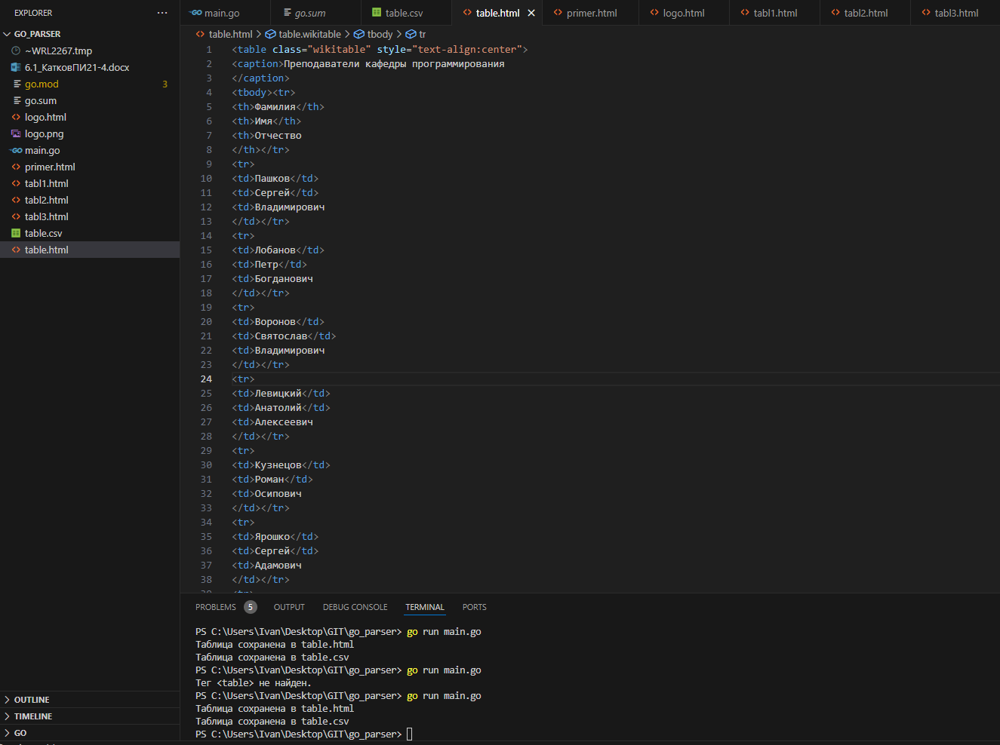 EXPLORER
GO_PARSER
~WRL2267.tmp
6.1_КатковПИ21-4.docx
go.mod 3
go.sum
logo.html
logo.png
main.go
primer.html
tabl1.html
tabl2.html
tabl3.html
table.csv
table.html
OUTLINE
TIMELINE
GO
main.go go.sum table.csv table.html primer.html logo.html tabl1.html tabl2.html tabl3.html
table.html > table.wikitable > tbody > tr
1 <table class="wikitable" style="text-align:center">
2 <caption>Преподаватели кафедры программирования
3 </caption>
4 <tbody><tr>
5 <th>Фамилия</th>
6 <th>Имя</th>
7 <th>Отчество
8 </th></tr>
9 <tr>
10 <td>Пашков</td>
11 <td>Сергей</td>
12 <td>Владимирович
13 </td></tr>
14 <tr>
15 <td>Лобанов</td>
16 <td>Петр</td>
17 <td>Богданович
18 </td></tr>
19 <tr>
20 <td>Воронов</td>
21 <td>Святослав</td>
22 <td>Владимирович
23 </td></tr>
24 <tr>
25 <td>Левицкий</td>
26 <td>Анатолий</td>
27 <td>Алексеевич
28 </td></tr>
29 <tr>
30 <td>Кузнецов</td>
31 <td>Роман</td>
32 <td>Осипович
33 </td></tr>
34 <tr>
35 <td>Ярошко</td>
36 <td>Сергей</td>
37 <td>Адамович
38 </td></tr>
39 <tr>
PROBLEMS 5 OUTPUT DEBUG CONSOLE TERMINAL PORTS
PS C:\Users\Ivan\Desktop\GIT\go_parser> go run main.go
Таблица сохранена в table.html
Таблица сохранена в table.csv
PS C:\Users\Ivan\Desktop\GIT\go_parser> go run main.go
Тег <table> не найден.
PS C:\Users\Ivan\Desktop\GIT\go_parser> go run main.go
Таблица сохранена в table.html
Таблица сохранена в table.csv
PS C:\Users\Ivan\Desktop\GIT\go_parser>